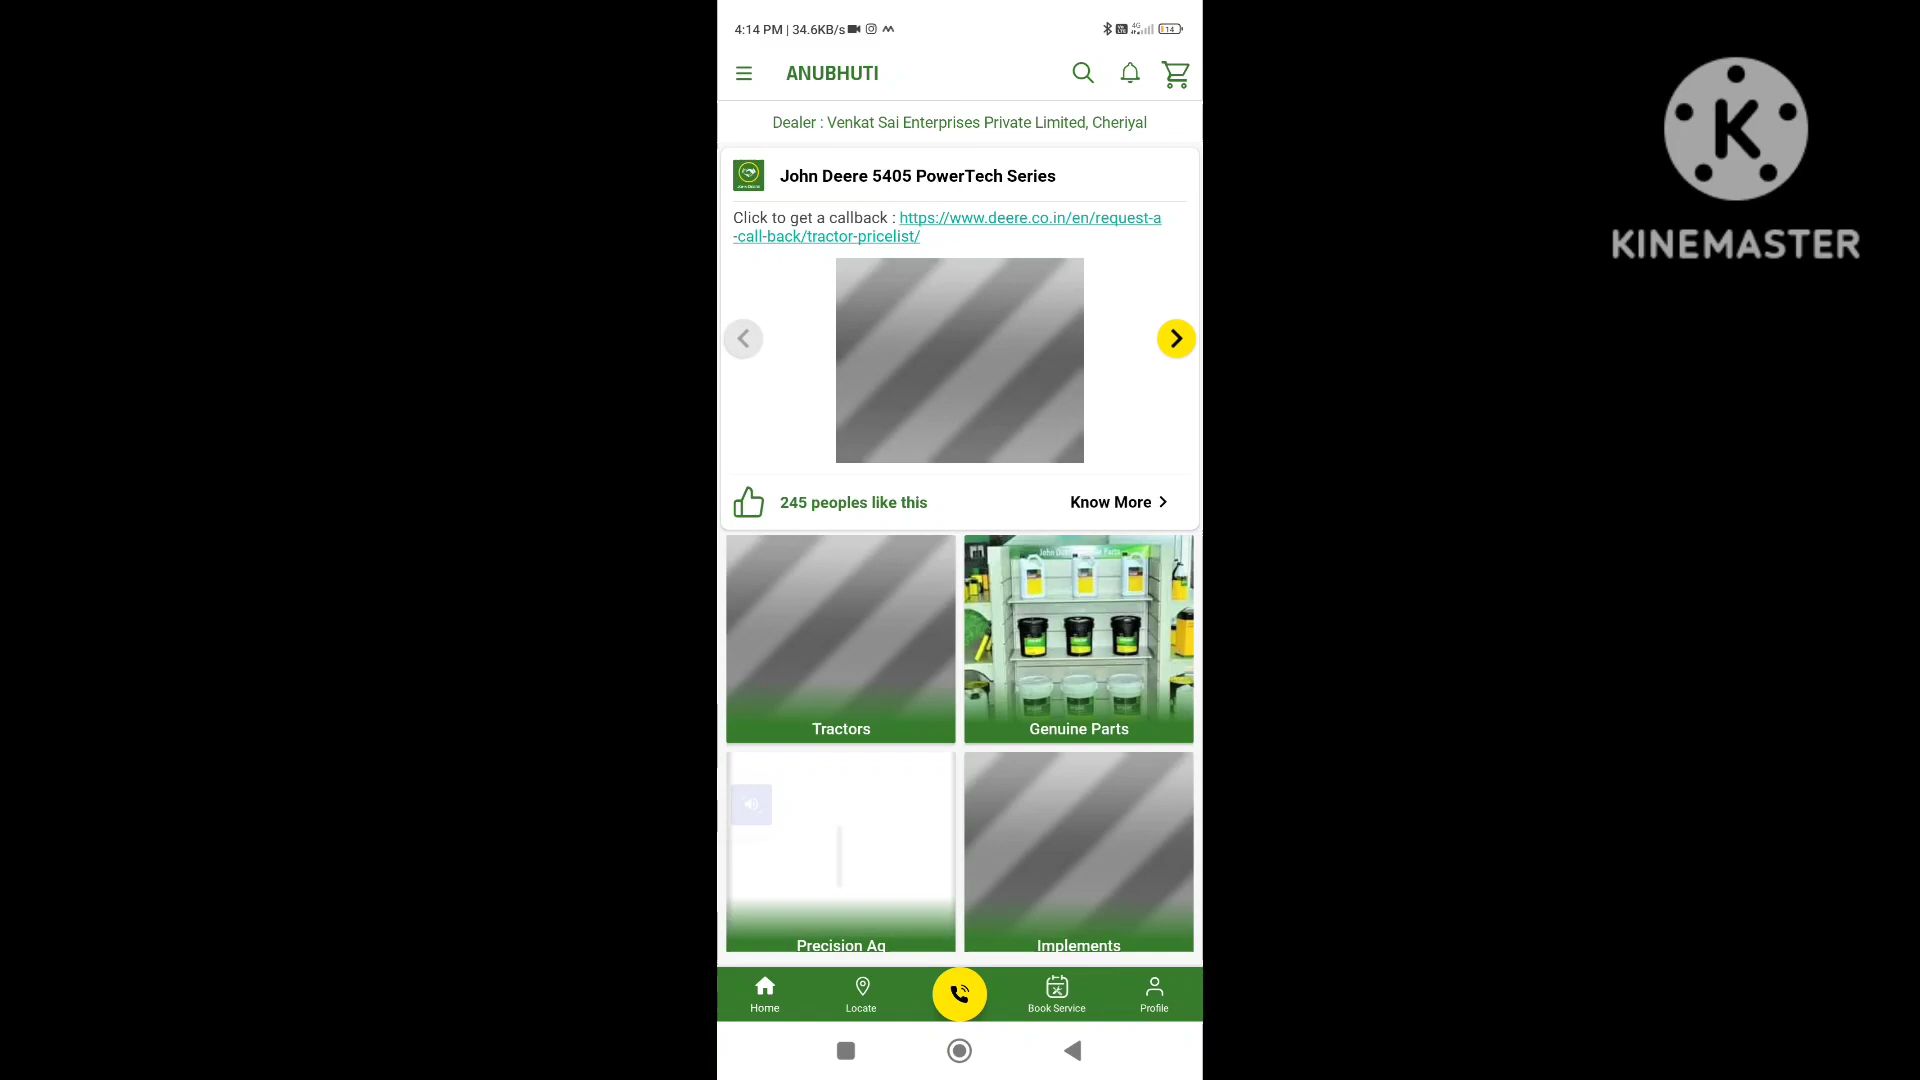 4:14 PM | 34.6KB/s
4G
14
ANUBHUTI
Dealer : Venkat Sai Enterprises Private Limited, Cheriyal
John Deere 5405 PowerTech Series
Click to get a callback : https://www.deere.co.in/en/request-a
-call-back/tractor-pricelist/
245 peoples like this
Know More
Tractors
Genuine Parts
Precision Ag
Implements
Home
Locate
Book Service
Profile
K
KINEMASTER